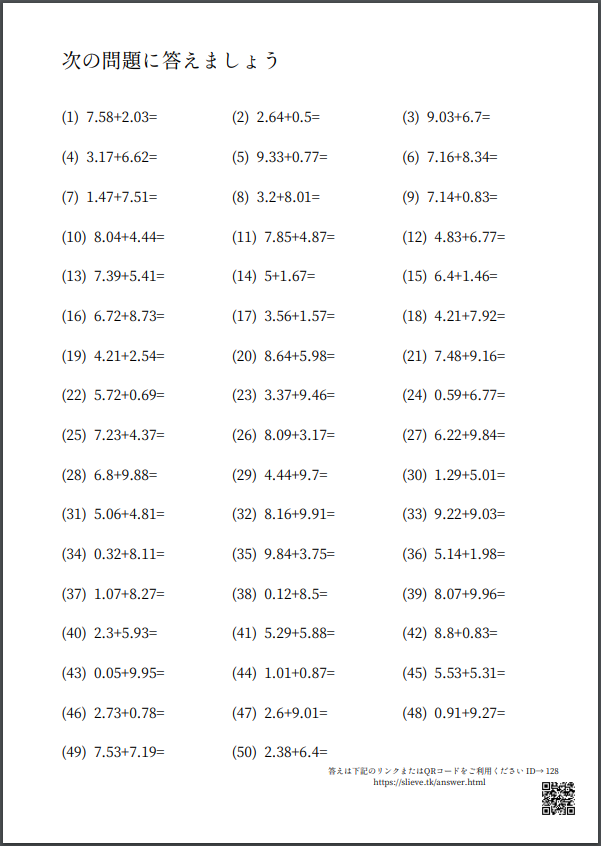 次の問題に答えましょう
(1) 7.58+2.03= (2) 2.64+0.5= (3) 9.03+6.7=
(4) 3.17+6.62= (5) 9.33+0.77= (6) 7.16+8.34=
(7) 1.47+7.51= (8) 3.2+8.01= (9) 7.14+0.83=
(10) 8.04+4.44= (11) 7.85+4.87= (12) 4.83+6.77=
(13) 7.39+5.41= (14) 5+1.67= (15) 6.4+1.46=
(16) 6.72+8.73= (17) 3.56+1.57= (18) 4.21+7.92=
(19) 4.21+2.54= (20) 8.64+5.98= (21) 7.48+9.16=
(22) 5.72+0.69= (23) 3.37+9.46= (24) 0.59+6.77=
(25) 7.23+4.37= (26) 8.09+3.17= (27) 6.22+9.84=
(28) 6.8+9.88= (29) 4.44+9.7= (30) 1.29+5.01=
(31) 5.06+4.81= (32) 8.16+9.91= (33) 9.22+9.03=
(34) 0.32+8.11= (35) 9.84+3.75= (36) 5.14+1.98=
(37) 1.07+8.27= (38) 0.12+8.5= (39) 8.07+9.96=
(40) 2.3+5.93= (41) 5.29+5.88= (42) 8.8+0.83=
(43) 0.05+9.95= (44) 1.01+0.87= (45) 5.53+5.31=
(46) 2.73+0.78= (47) 2.6+9.01= (48) 0.91+9.27=
(49) 7.53+7.19= (50) 2.38+6.4=
答えは下記のリンクまたはQRコードをご利用ください ID→ 128
https://slieve.tk/answer.html